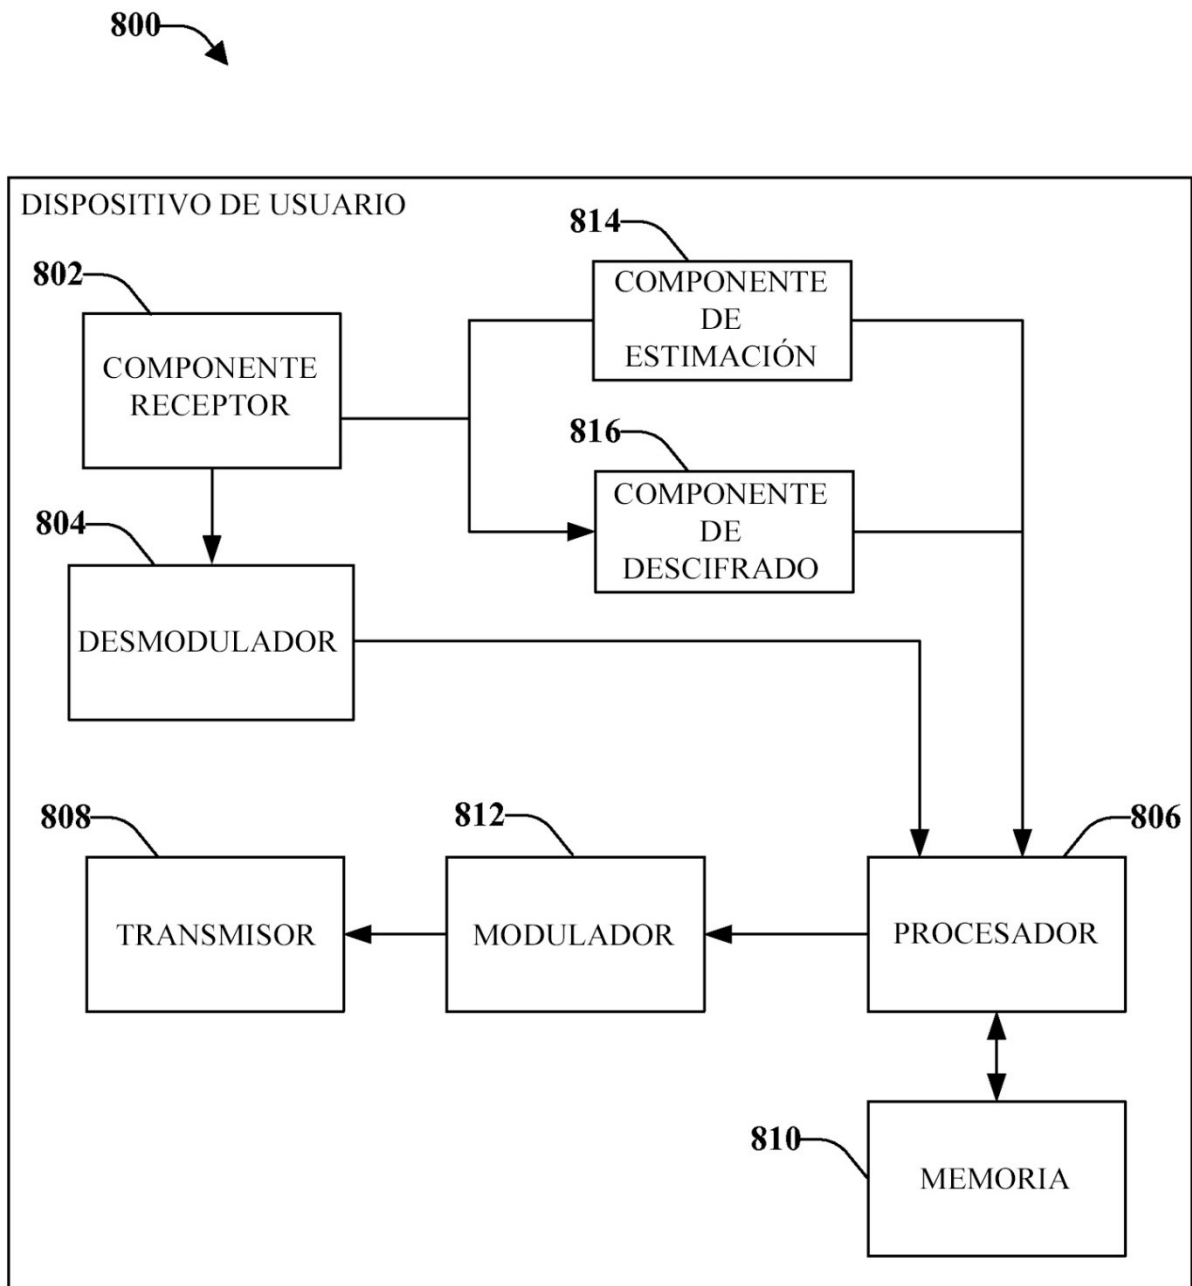 800
DISPOSITIVO DE USUARIO
814
802
COMPONENTE
DE
ESTIMACIÓN
COMPONENTE
RECEPTOR
816
COMPONENTE
DE
DESCIFRADO
804
DESMODULADOR
808
812
806
TRANSMISOR
MODULADOR
PROCESADOR
810
MEMORIA